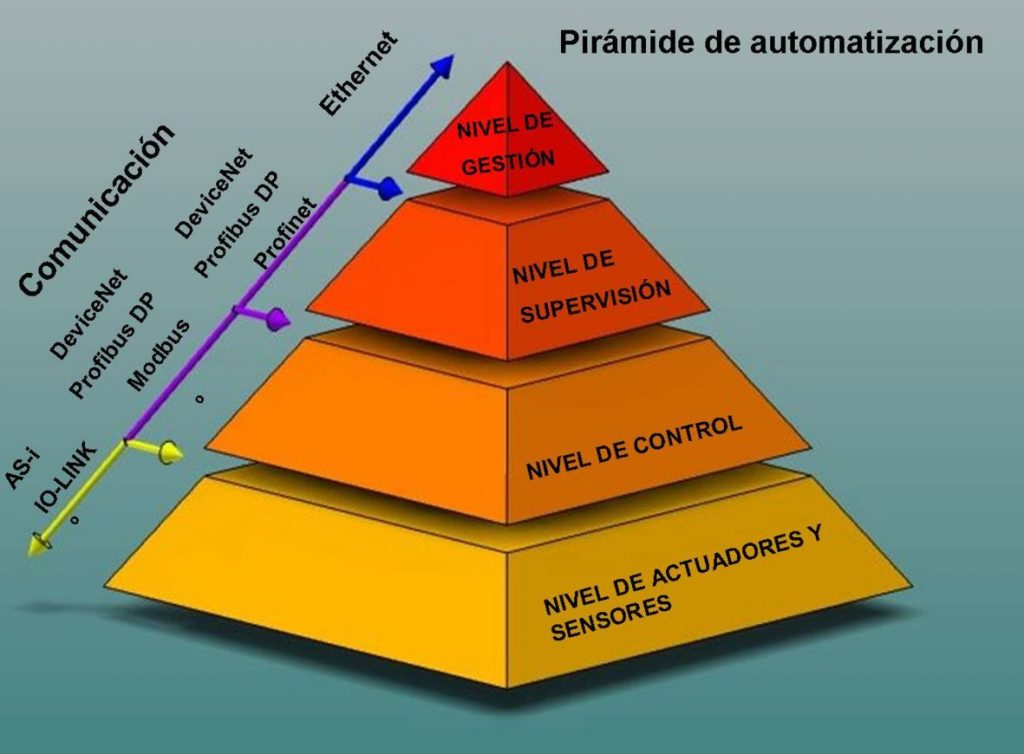 Pirámide de automatización
Comunicación
Ethernet
DeviceNet
Profibus DP
Profinet
DeviceNet
Profibus DP
Modbus
º
AS-i
IO-LINK
º
NIVEL DE
GESTIÓN
NIVEL DE
SUPERVISIÓN
NIVEL DE CONTROL
NIVEL DE ACTUADORES Y
SENSORES